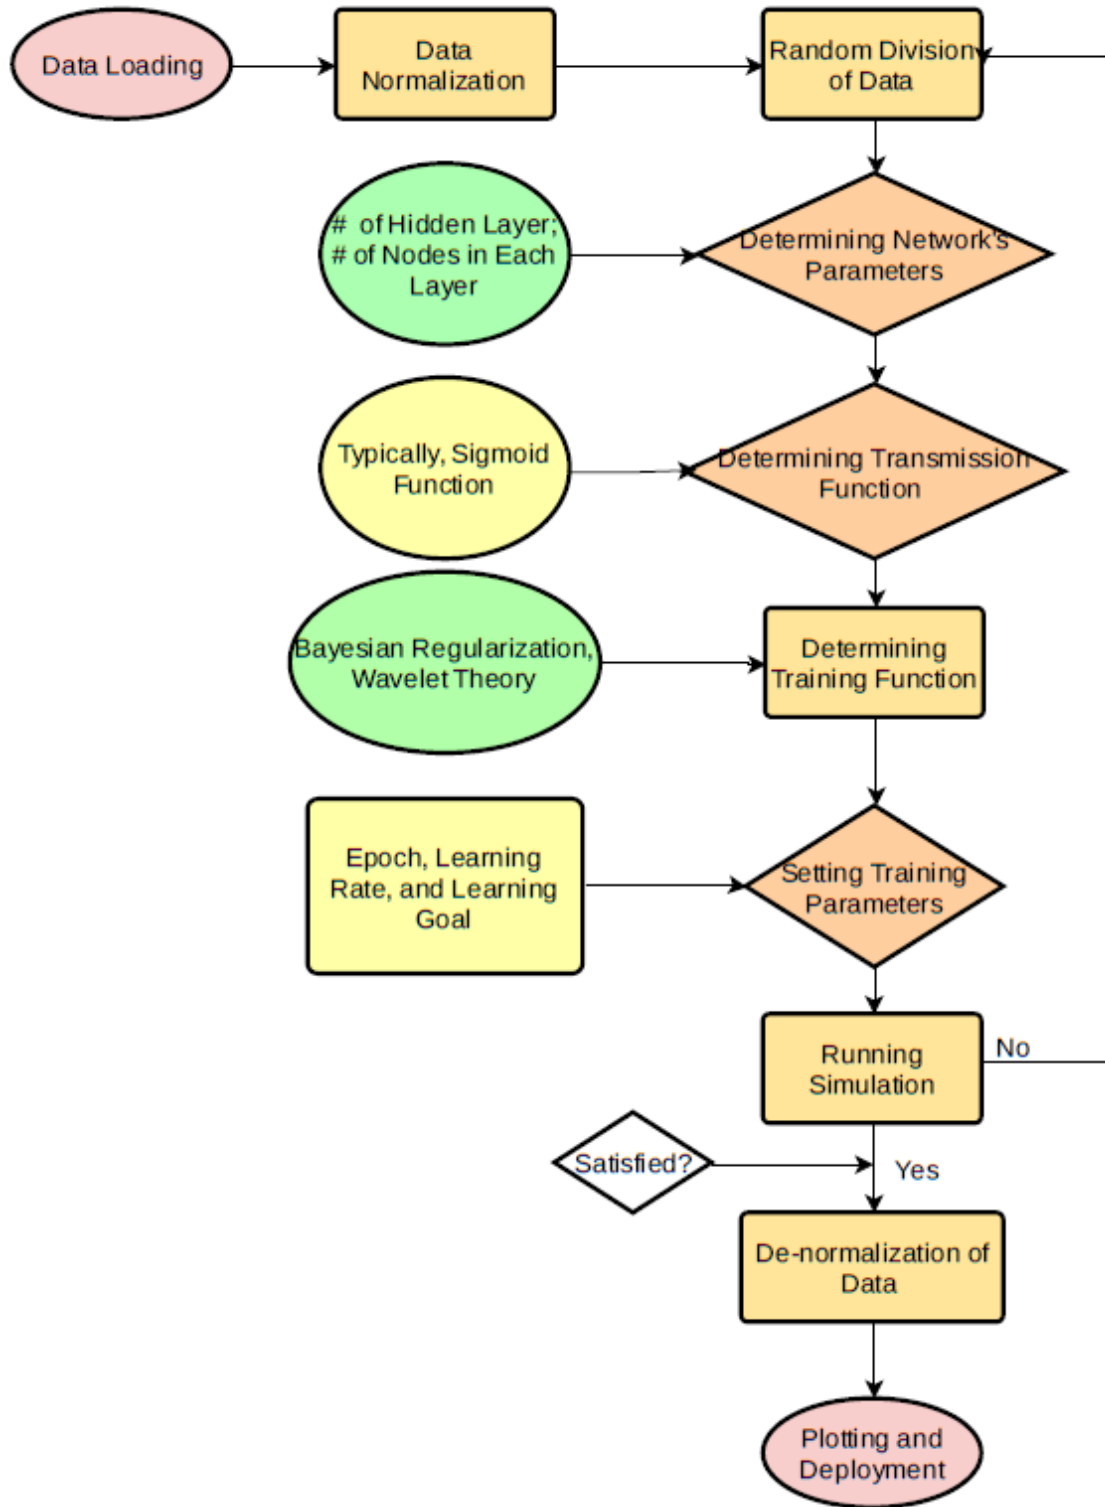 Data Loading
Data
Normalization
Random Division
of Data
# of Hidden Layer;
# of Nodes in Each
Layer
Determining Network's
Parameters
Typically, Sigmoid
Function
Determining Transmission
Function
Bayesian Regularization,
Wavelet Theory
Determining
Training Function
Epoch, Learning
Rate, and Learning
Goal
Setting Training
Parameters
Running
Simulation
No
Satisfied?
Yes
De-normalization of
Data
Plotting and
Deployment